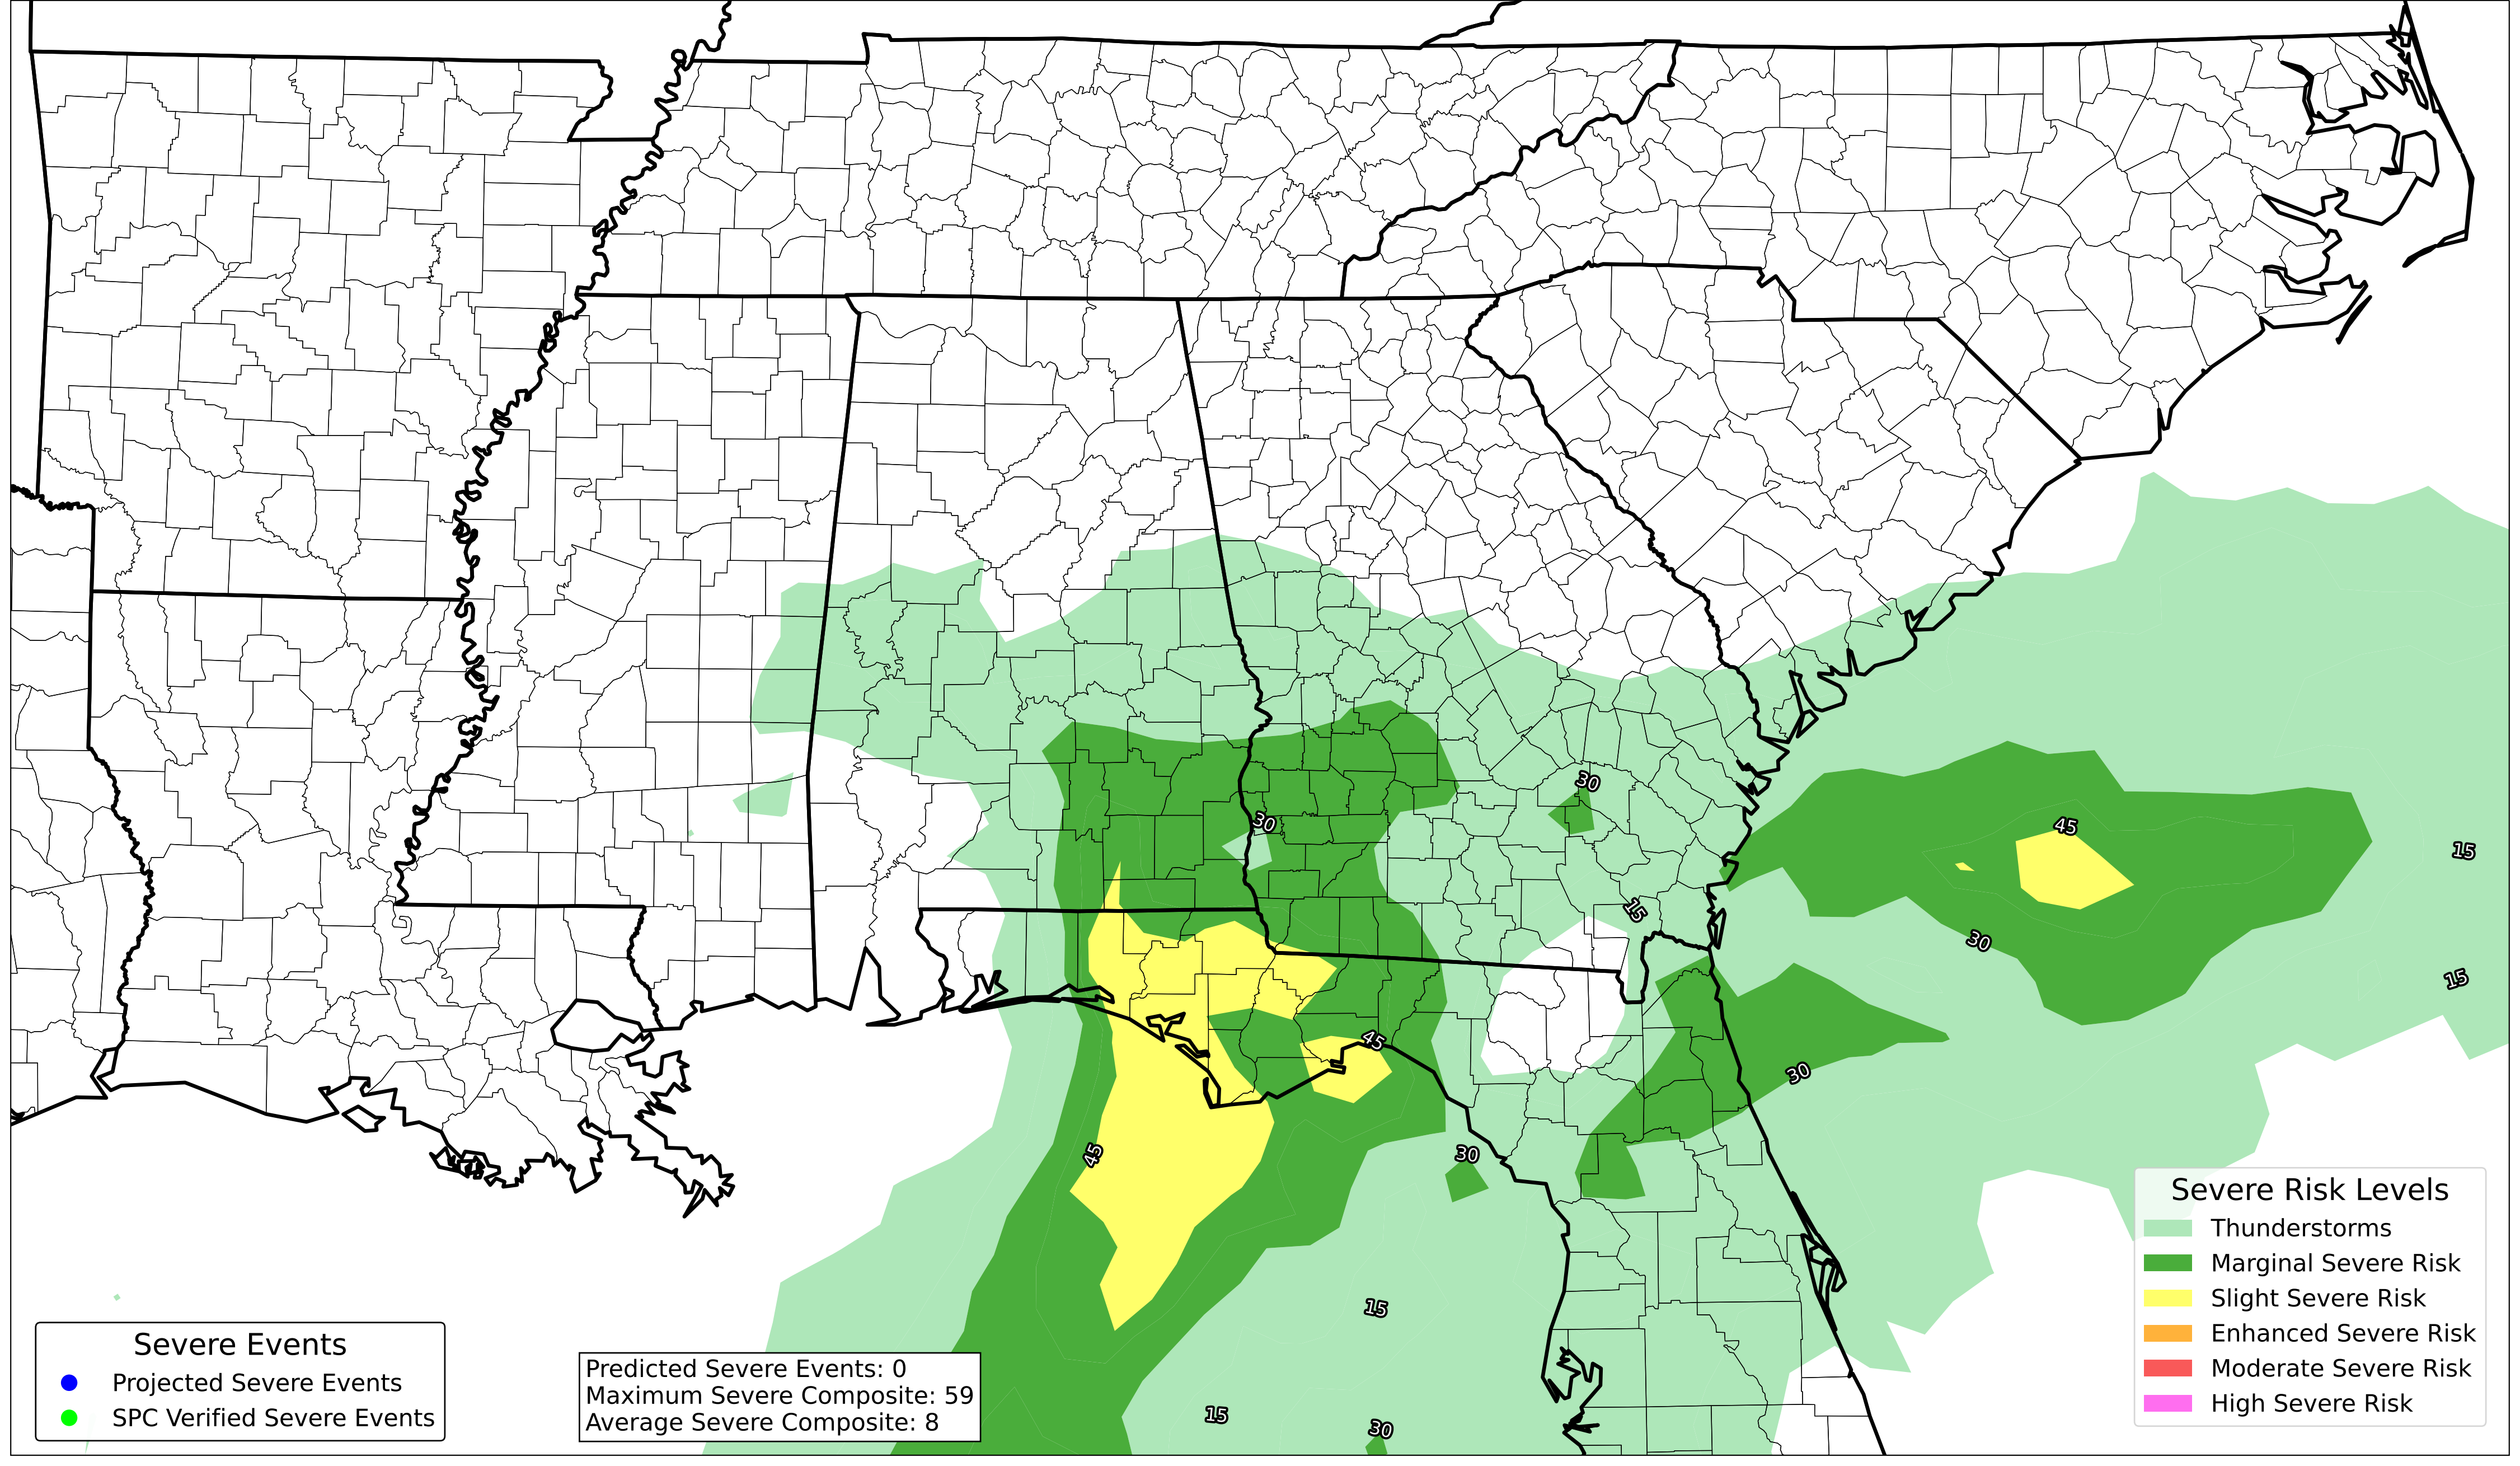 30
45
30
15
15
30
15
45
30
45
30
15
15
30
Severe Risk Levels
Thunderstorms
Marginal Severe Risk
Slight Severe Risk
Enhanced Severe Risk
Moderate Severe Risk
High Severe Risk
Severe Events
Projected Severe Events
SPC Verified Severe Events
Predicted Severe Events: 0
Maximum Severe Composite: 59
Average Severe Composite: 8